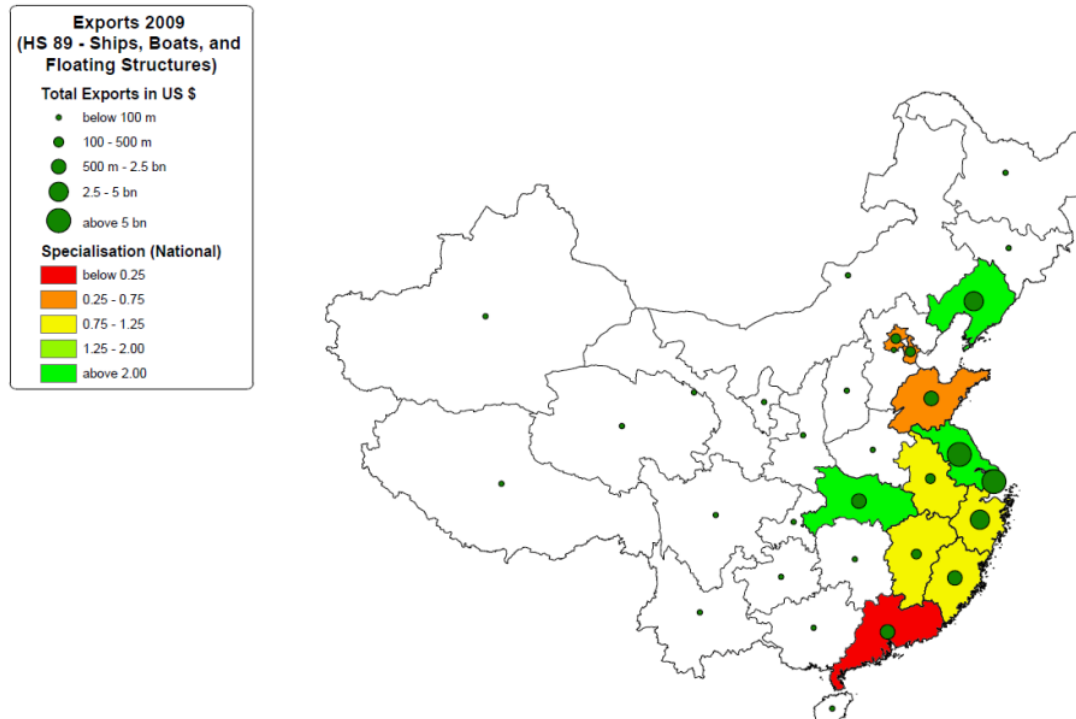 Exports 2009
(HS 89 - Ships, Boats, and
Floating Structures)
Total Exports in US $
below 100 m
100 - 500 m
500 m - 2.5 bn
2.5 - 5 bn
above 5 bn
Specialisation (National)
below 0.25
0.25 - 0.75
0.75 - 1.25
1.25 - 2.00
above 2.00